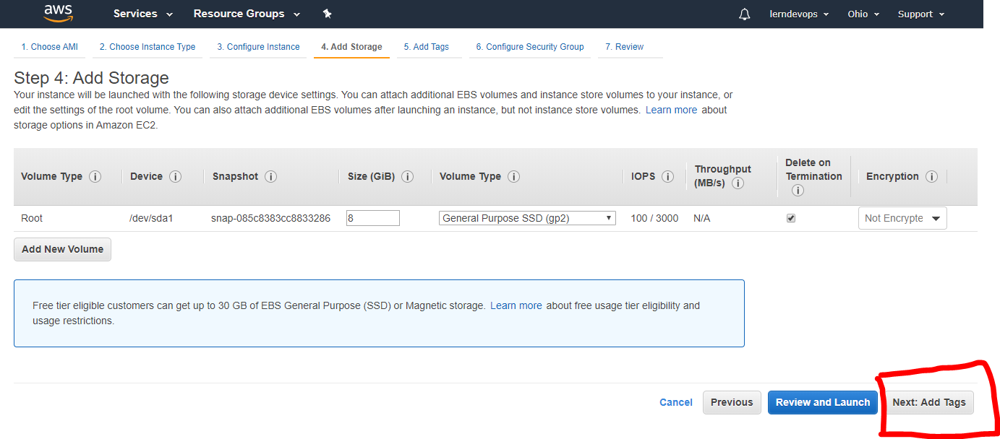 aws Services Resource Groups lerndevops Ohio Support
1. Choose AMI 2. Choose Instance Type 3. Configure Instance 4. Add Storage 5. Add Tags 6. Configure Security Group 7. Review
Step 4: Add Storage
Your instance will be launched with the following storage device settings. You can attach additional EBS volumes and instance store volumes to your instance, or
edit the settings of the root volume. You can also attach additional EBS volumes after launching an instance, but not instance store volumes. Learn more about
storage options in Amazon EC2.
Volume Type i Device i Snapshot i Size (GiB) i Volume Type i IOPS i Throughput (MB/s) i Delete on Termination i Encryption i
Root /dev/sda1 snap-085c8383cc8833286 8 General Purpose SSD (gp2) 100 / 3000 N/A Not Encrypte
Add New Volume
Free tier eligible customers can get up to 30 GB of EBS General Purpose (SSD) or Magnetic storage. Learn more about free usage tier eligibility and
usage restrictions.
Cancel Previous Review and Launch Next: Add Tags